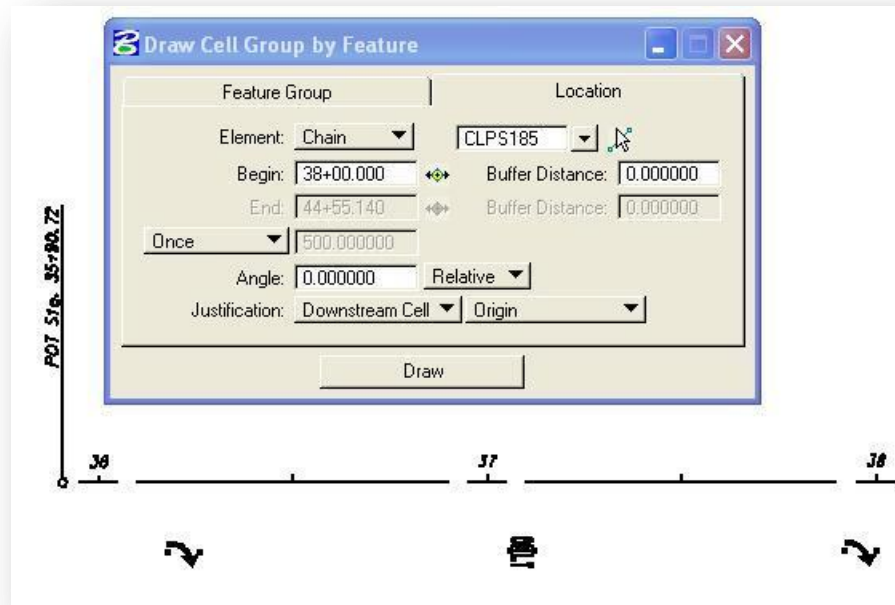 Draw Cell Group by Feature
Feature Group Location
Element: Chain CLPS185
Begin: 38+00.000 Buffer Distance: 0.000000
End: 44+55.140 Buffer Distance: 0.000000
Once 500.000000
Angle: 0.000000 Relative
Justification: Downstream Cell Origin
Draw
POT Sta. 35+90.72
36 37 38